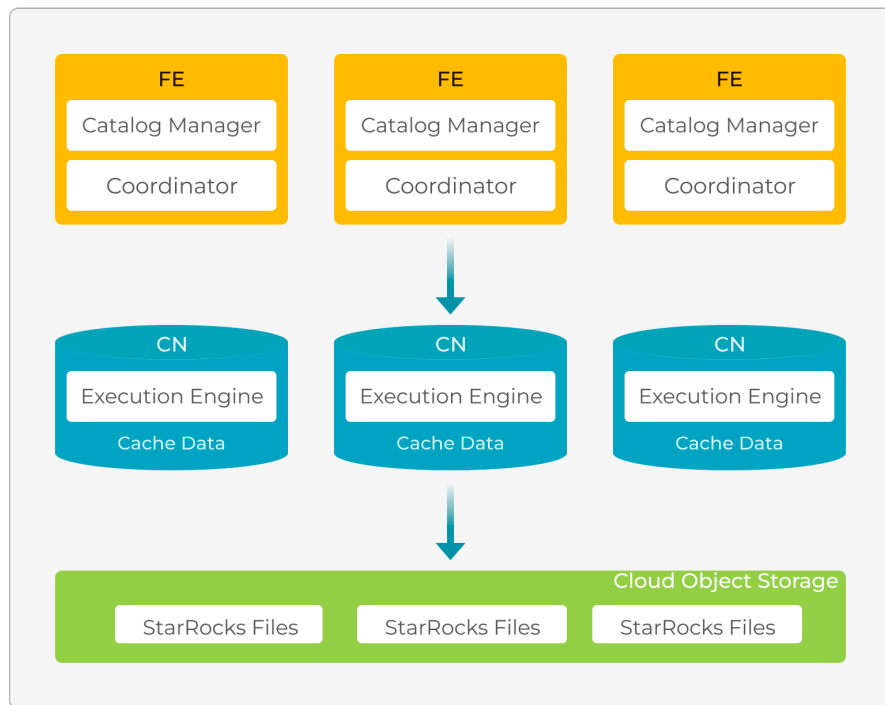 FE
FE
FE
Catalog Manager
Catalog Manager
Catalog Manager
Coordinator
Coordinator
Coordinator
CN
CN
CN
Execution Engine
Execution Engine
Execution Engine
Cache Data
Cache Data
Cache Data
Cloud Object Storage
StarRocks Files
StarRocks Files
StarRocks Files